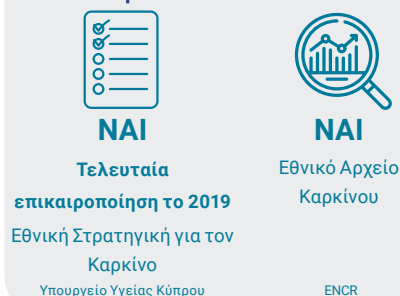 ΝΑΙ
Τελευταία
επικαιροποίηση το 2019
Εθνική Στρατηγική για τον
Καρκίνο
Υπουργείο Υγείας Κύπρου
ΝΑΙ
Εθνικό Αρχείο
Καρκίνου
ENCR